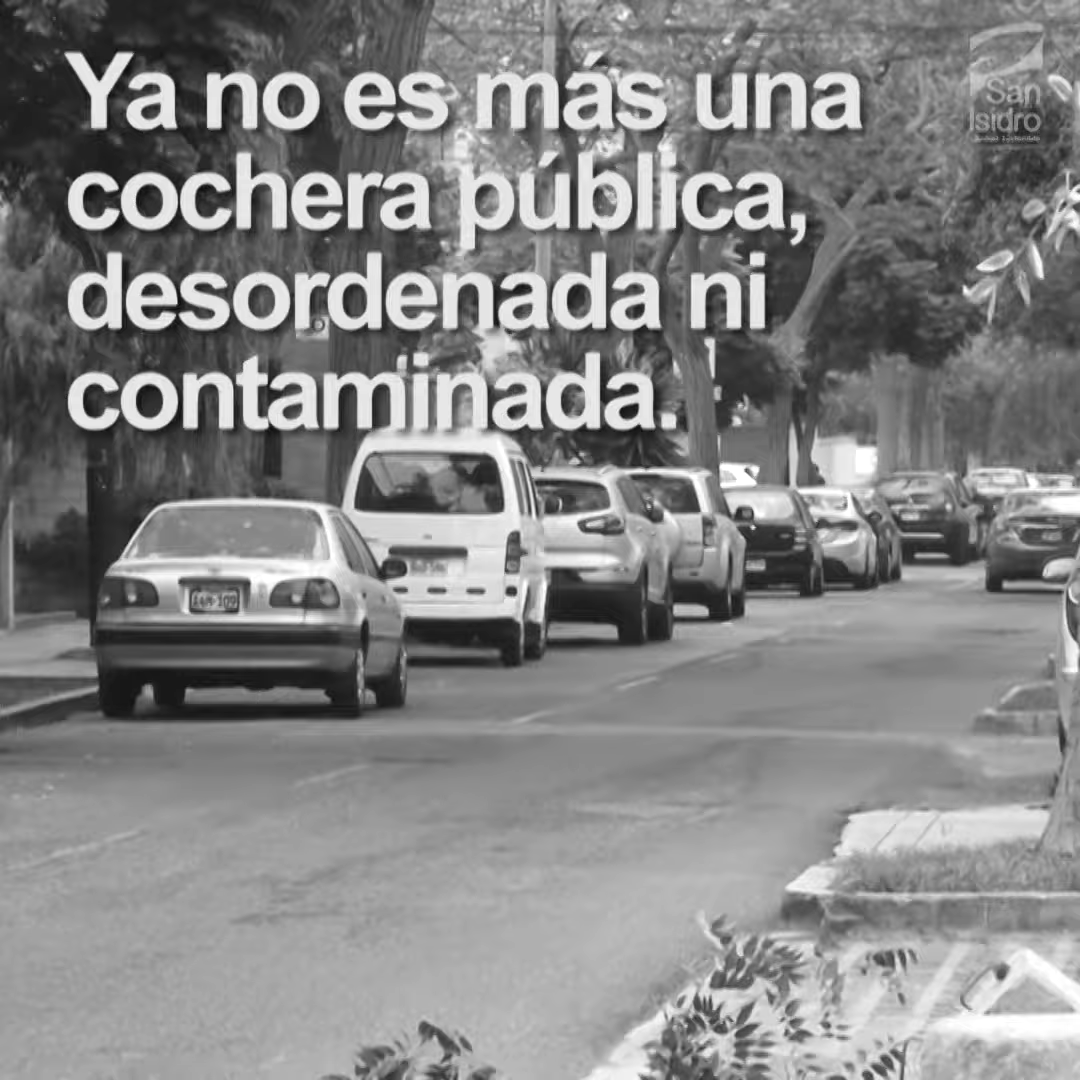 Ya no es más una
cochera pública,
desordenada ni
contaminada.
San
Isidro